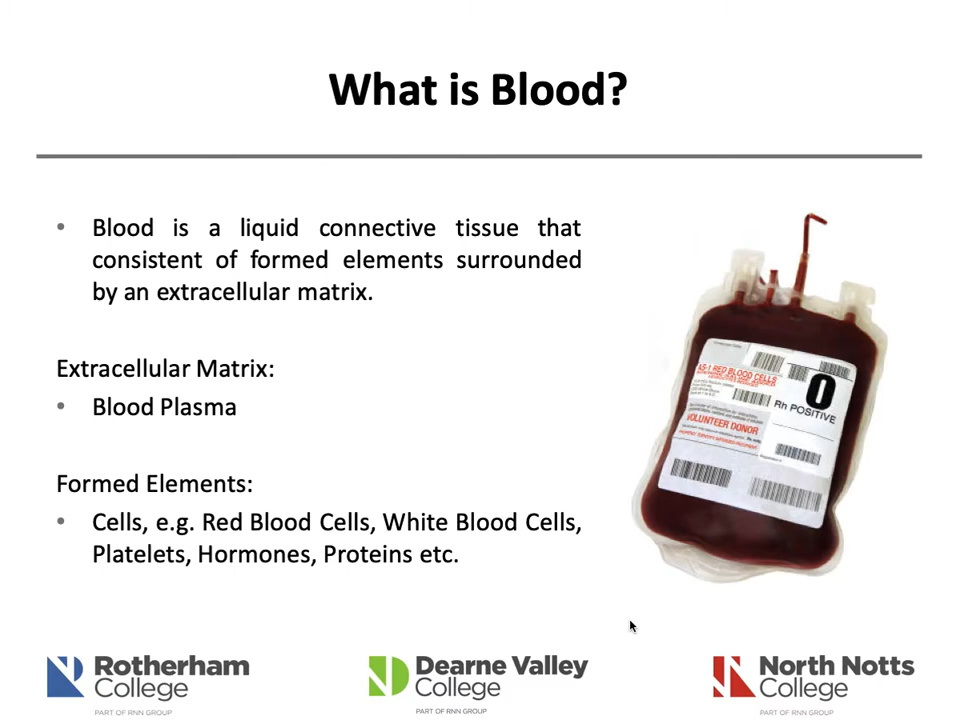 What is Blood?
• Blood is a liquid connective tissue that
consistent of formed elements surrounded
by an extracellular matrix.
Extracellular Matrix:
• Blood Plasma
Formed Elements:
• Cells, e.g. Red Blood Cells, White Blood Cells,
Platelets, Hormones, Proteins etc.
AS-1 RED BLOOD CELLS
O
Rh POSITIVE
VOLUNTEER DONOR
Rotherham
College
PART OF RNN GROUP
Dearne Valley
College
PART OF RNN GROUP
North Notts
College
PART OF RNN GROUP